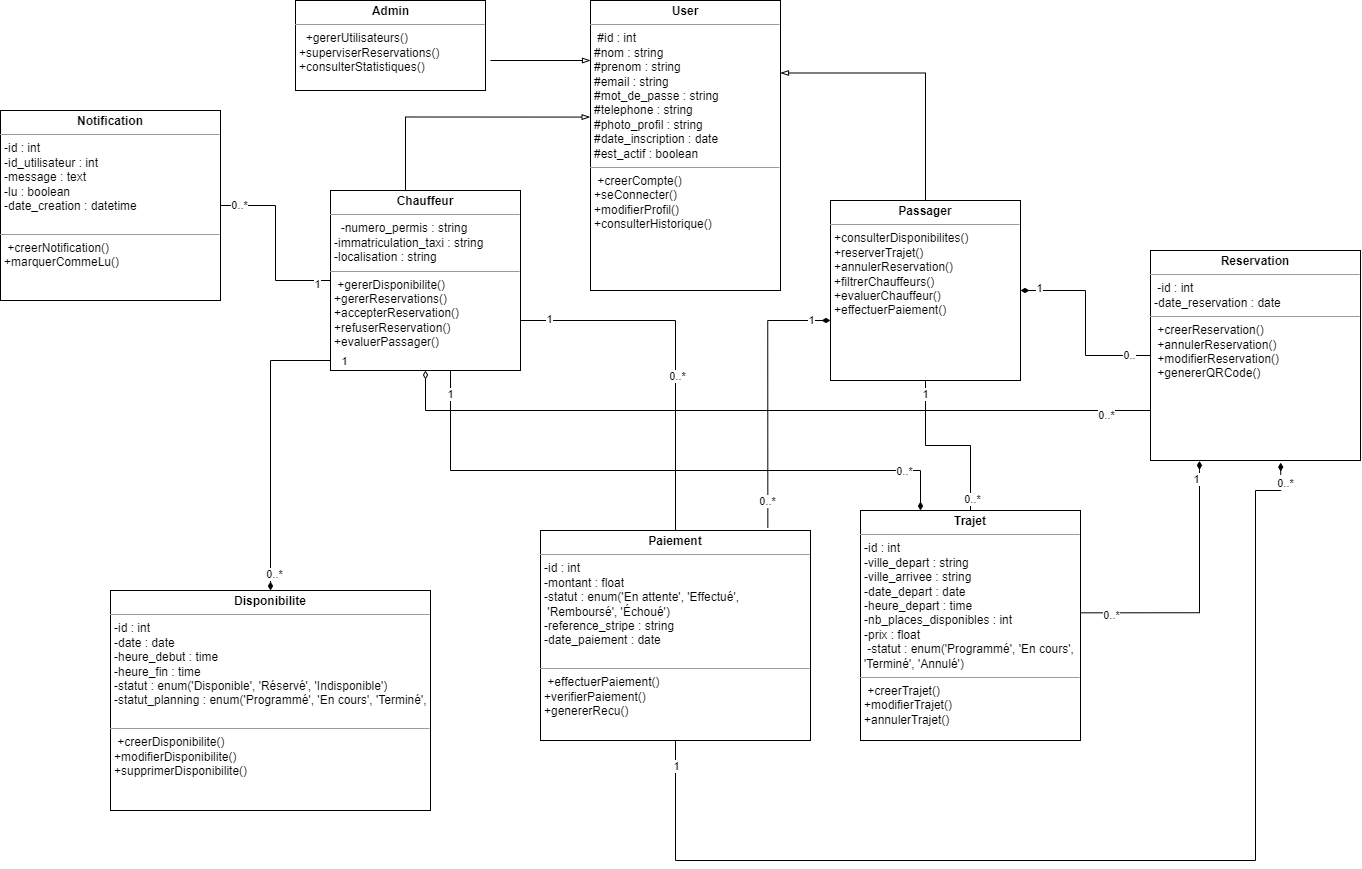 Admin
+gererUtilisateurs()
+superviserReservations()
+consulterStatistiques()
User
#id : int
#nom : string
#prenom : string
#email : string
#mot_de_passe : string
#telephone : string
#photo_profil : string
#date_inscription : date
#est_actif : boolean
+creerCompte()
+seConnecter()
+modifierProfil()
+consulterHistorique()
Notification
-id : int
-id_utilisateur : int
-message : text
-lu : boolean
-date_creation : datetime
+creerNotification()
+marquerCommeLu()
0..*
1
Chauffeur
-numero_permis : string
-immatriculation_taxi : string
-localisation : string
+gererDisponibilite()
+gererReservations()
+accepterReservation()
+refuserReservation()
+evaluerPassager()
1
1
0..*
1
0..*
0..*
Passager
+consulterDisponibilites()
+reserverTrajet()
+annulerReservation()
+filtrerChauffeurs()
+evaluerChauffeur()
+effectuerPaiement()
1
0..
1
0..*
1
0..*
Reservation
-id : int
-date_reservation : date
+creerReservation()
+annulerReservation()
+modifierReservation()
+genererQRCode()
1
0..*
0..*
0..*
Disponibilite
-id : int
-date : date
-heure_debut : time
-heure_fin : time
-statut : enum('Disponible', 'Réservé', 'Indisponible')
-statut_planning : enum('Programmé', 'En cours', 'Terminé',
+creerDisponibilite()
+modifierDisponibilite()
+supprimerDisponibilite()
Paiement
-id : int
-montant : float
-statut : enum('En attente', 'Effectué',
'Remboursé', 'Échoué')
-reference_stripe : string
-date_paiement : date
+effectuerPaiement()
+verifierPaiement()
+genererRecu()
1
Trajet
-id : int
-ville_depart : string
-ville_arrivee : string
-date_depart : date
-heure_depart : time
-nb_places_disponibles : int
-prix : float
-statut : enum('Programmé', 'En cours',
'Terminé', 'Annulé')
+creerTrajet()
+modifierTrajet()
+annulerTrajet()